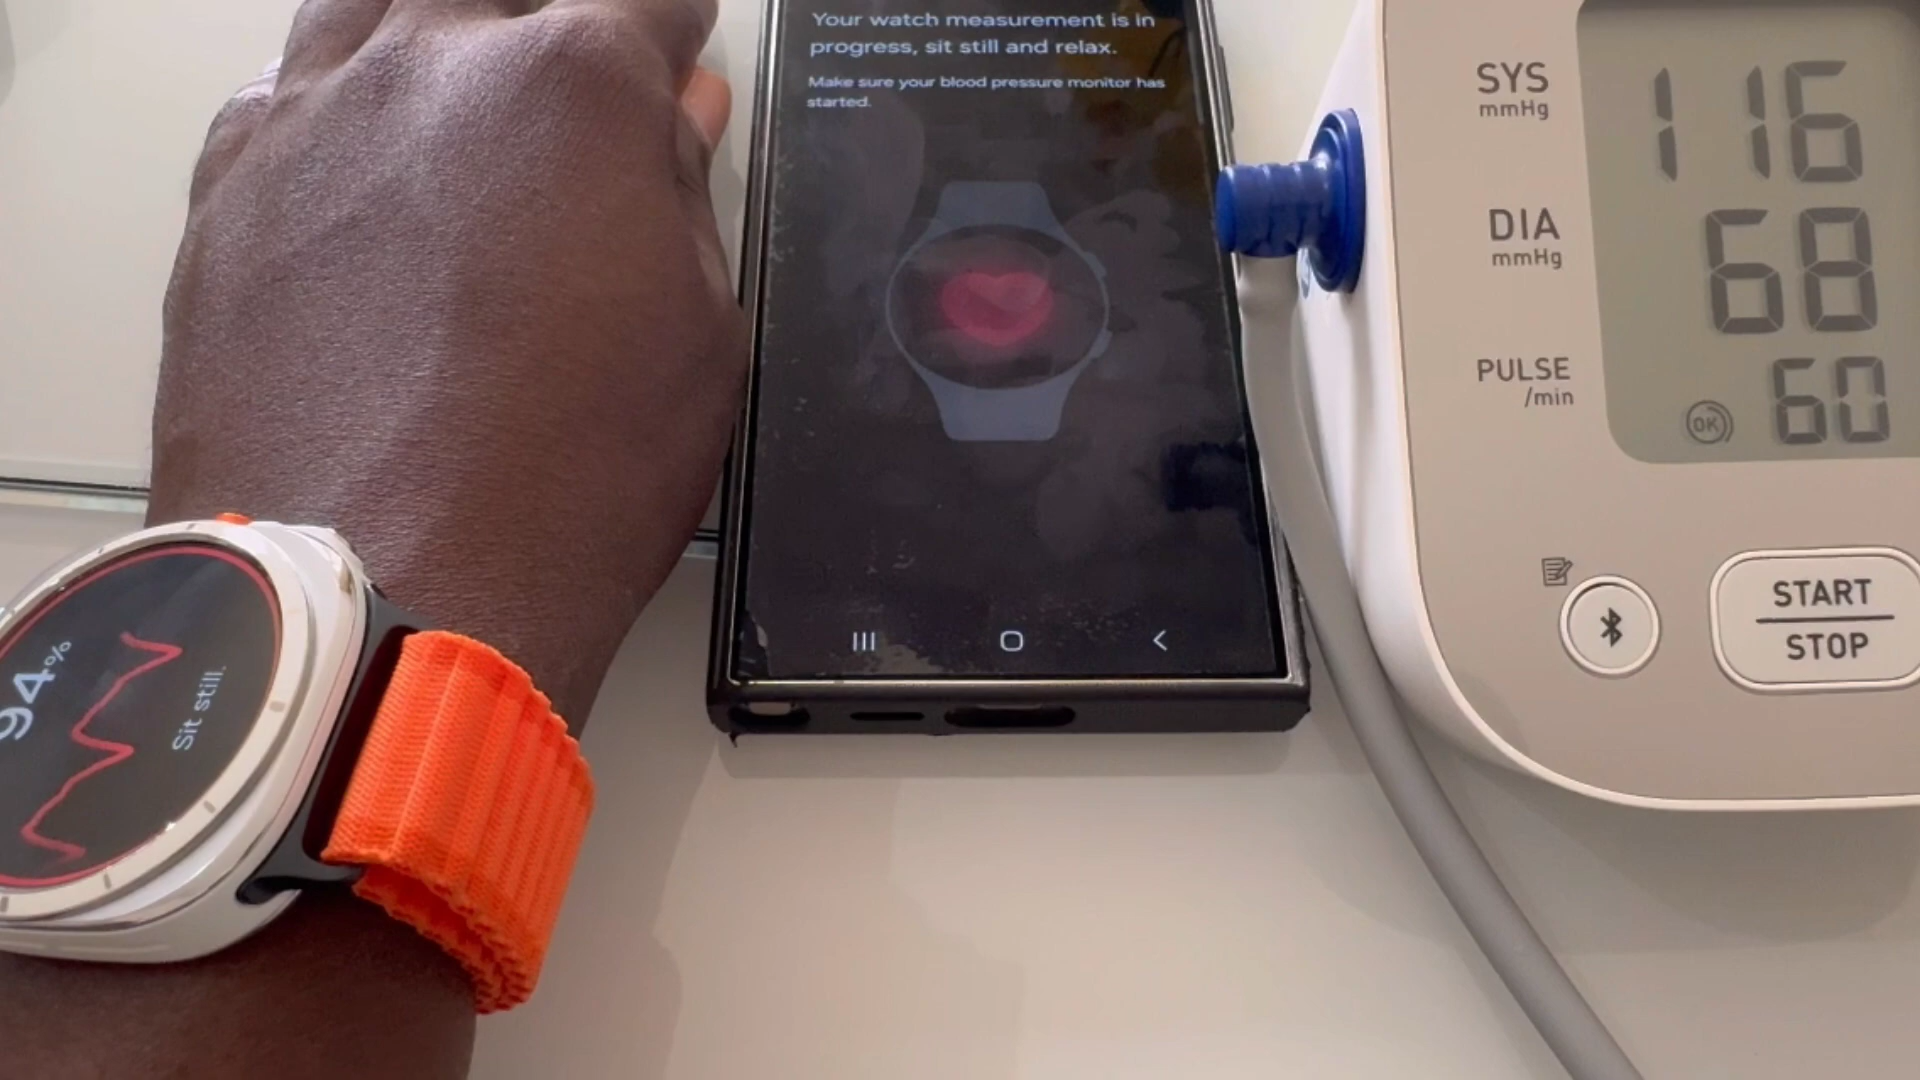 Your watch measurement is in
progress, sit still and relax.
Make sure your blood pressure monitor has
started.
SYS
mmHg
116
DIA
mmHg
68
PULSE
/min
OK
60
START
STOP
94%
Sit still.